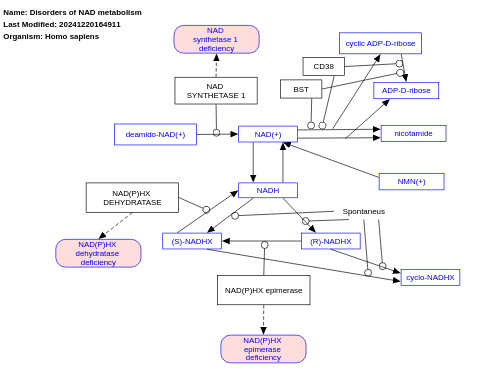 Name: Disorders of NAD metabolism
Last Modified: 20241220164911
Organism: Homo sapiens
NAD
synthetase 1
deficiency
cyclic ADP-D-ribose
CD38
NAD
SYNTHETASE 1
BST
ADP-D-ribose
deamido-NAD(+)
NAD(+)
nicotamide
NMN(+)
NADH
NAD(P)HX
DEHYDRATASE
Spontaneus
(S)-NADHX
(R)-NADHX
NAD(P)HX
dehydratase
deficiency
cyclo-NADHX
NAD(P)HX epimerase
NAD(P)HX
epimerase
deficiency